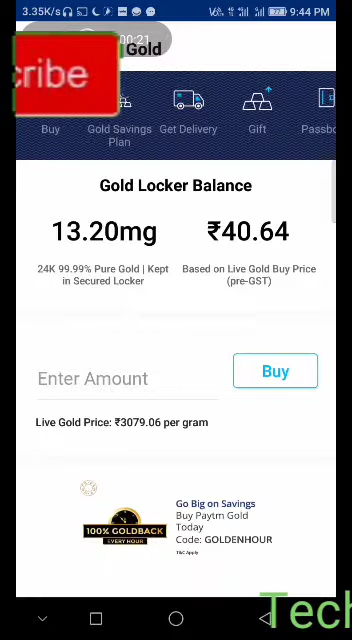 3.35K/s 77 9:44 PM
00:21
cribe Gold
Buy Gold Savings Plan Get Delivery Gift Passbo
Gold Locker Balance
13.20mg ₹40.64
24K 99.99% Pure Gold | Kept in Secured Locker
Based on Live Gold Buy Price (pre-GST)
Enter Amount Buy
Live Gold Price: ₹3079.06 per gram
100% GOLDBACK
EVERY HOUR
Go Big on Savings
Buy Paytm Gold
Today
Code: GOLDENHOUR
T&C Apply
Tech